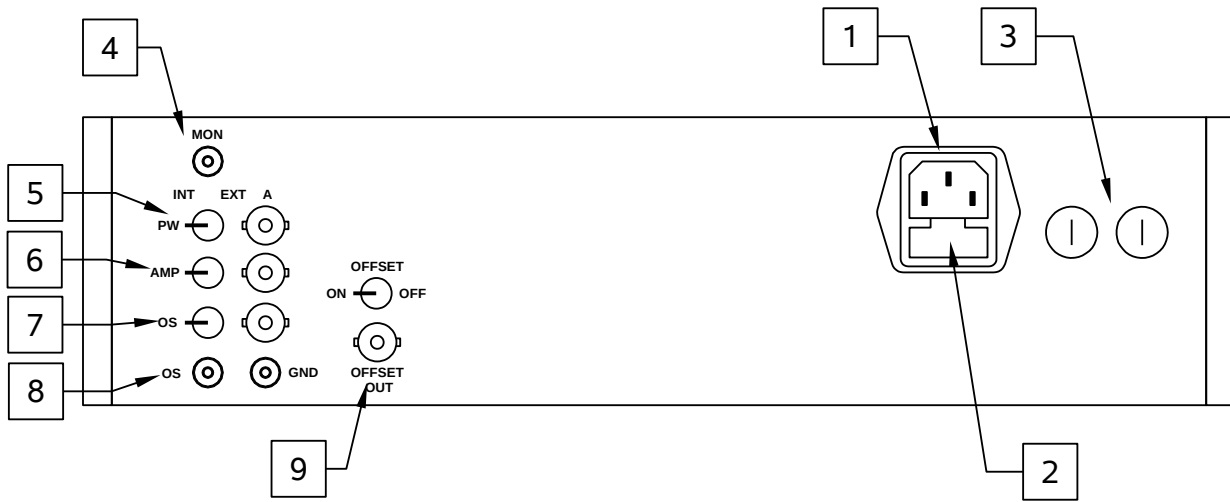 4
1
3
MON
5
INT EXT A
PW
6
AMP
OFFSET
ON OFF
7
OS
8
OS GND
OFFSET
OUT
9
2